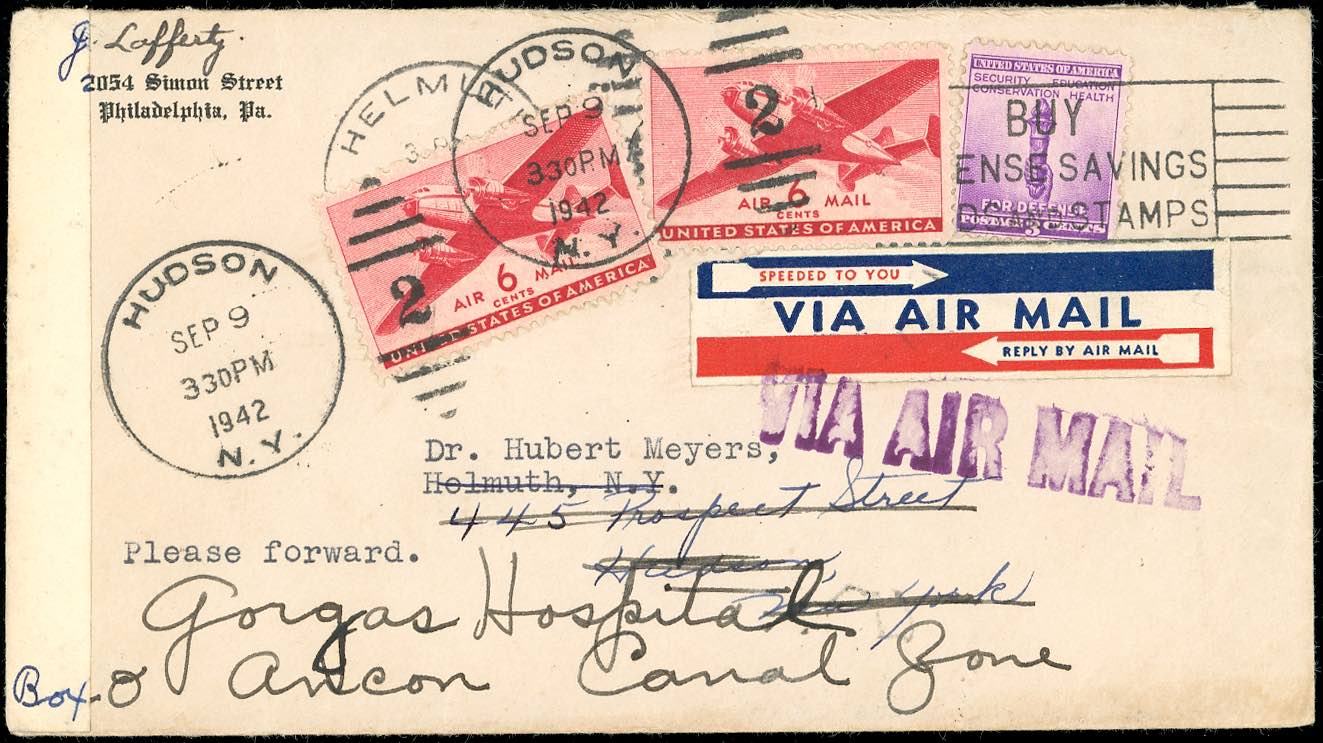 J. Lafferty.
2054 Simon Street
Philadelphia, Pa.
HELMU
HUDSON
SEP 9
330PM
1942
N.Y.
2
AIR 6 MAIL
CENTS
UNITED STATES OF AMERICA
2
AIR 6 MAIL
CENTS
UNITED STATES OF AMERICA
UNITED STATES OF AMERICA
SECURITY EDUCATION
CONSERVATION HEALTH
FOR DEFENSE
POSTAGE 3 CENTS
BUY
ENSE SAVINGS
AND STAMPS
HUDSON
SEP 9
330PM
1942
N.Y.
SPEEDED TO YOU
VIA AIR MAIL
REPLY BY AIR MAIL
VIA AIR MAIL
Dr. Hubert Meyers,
Helmuth, N.Y.
445 Prospect Street
Hudson,
New York
Please forward.
Gorgas Hospital
Box - O Ancon Canal Zone